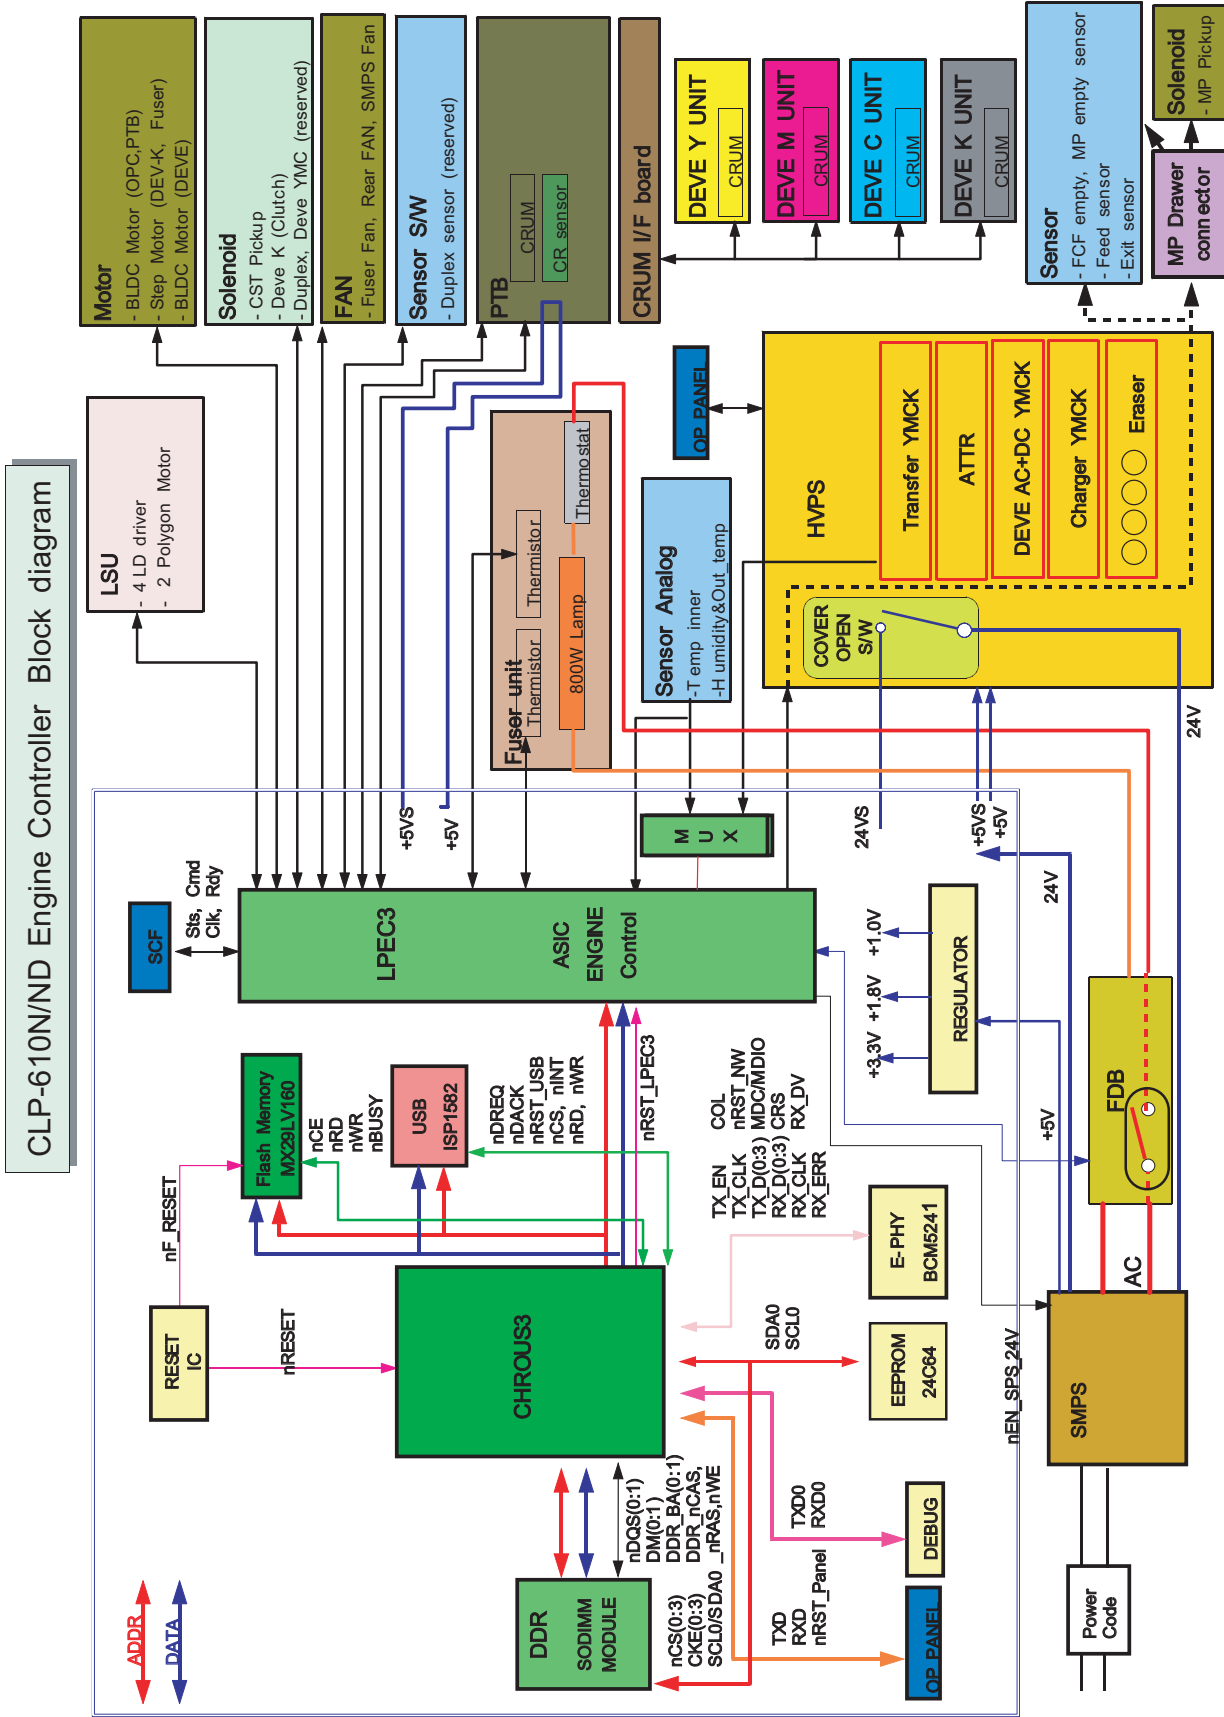 CLP-610N/ND Engine Controller Block diagram
ADDR
DATA
RESET
IC
nF_RESET
nRESET
Flash Memory
MX29LV160
nCE
nRD
nWR
nBUSY
USB
ISP1582
nDREQ
nDACK
nRST_USB
nCS, nINT
nRD, nWR
nRST_LPEC3
SCF
Sts, Cmd
Clk, Rdy
LPEC3
ASIC
ENGINE
Control
CHROUS3
DDR
SODIMM
MODULE
nDQS(0:1)
DM(0:1)
DDR_BA(0:1)
DDR_nCAS,
_nRAS,nWE
nCS(0:3)
CKE(0:3)
SCL0/SDA0
TX_EN
TX_CLK
TX_D(0:3)
RX_D(0:3)
RX_CLK
RX_ERR
COL
nRST_NW
MDC/MDIO
CRS
RX_DV
E-PHY
BCM5241
SDA0
SCL0
EEPROM
24C64
TXD0
RXD0
DEBUG
TXD
RXD
nRST_Panel
OP PANEL
LSU
- 4 LD driver
- 2 Polygon Motor
Motor
- BLDC Motor (OPC,PTB)
- Step Motor (DEV-K, Fuser)
- BLDC Motor (DEVE)
Solenoid
- CST Pickup
- Deve K (Clutch)
- Duplex, Deve YMC (reserved)
FAN
- Fuser Fan, Rear FAN, SMPS Fan
Sensor S/W
- Duplex sensor (reserved)
PTB
CRUM
CR sensor
CRUM I/F board
DEVE Y UNIT
CRUM
DEVE M UNIT
CRUM
DEVE C UNIT
CRUM
DEVE K UNIT
CRUM
Sensor
- FCF empty, MP empty sensor
- Feed sensor
- Exit sensor
Solenoid
- MP Pickup
MP Drawer
connector
+5VS
+5V
Fuser unit
Thermistor
Thermistor
800W Lamp
Thermostat
Sensor Analog
-T emp inner
-H umidity&Out_temp
M U X
OP PANEL
HVPS
Transfer YMCK
ATTR
DEVE AC+DC YMCK
Charger YMCK
Eraser
COVER
OPEN
S/W
24VS
+5VS
+5V
24V
24V
REGULATOR
+3.3V
+1.8V
+1.0V
+5V
FDB
AC
nEN_SPS_24V
SMPS
Power
Code